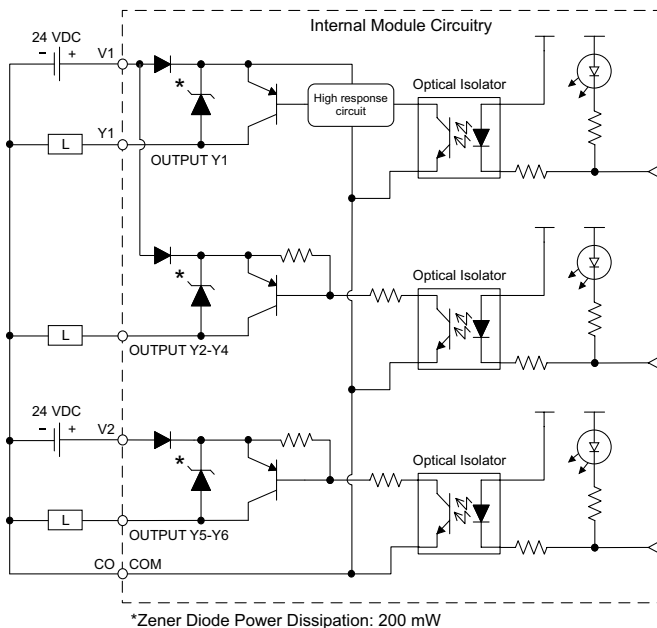 Internal Module Circuitry
24 VDC
- + V1
Optical Isolator
*
High response
circuit
Y1
L
OUTPUT Y1
Optical Isolator
*
L
OUTPUT Y2-Y4
24 VDC
- + V2
Optical Isolator
*
L
OUTPUT Y5-Y6
CO COM
*Zener Diode Power Dissipation: 200 mW